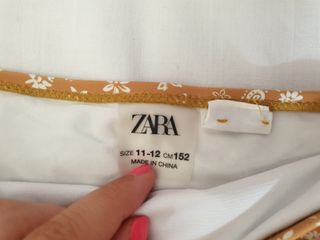 ZARA
SIZE 11-12 CM 152
MADE IN CHINA